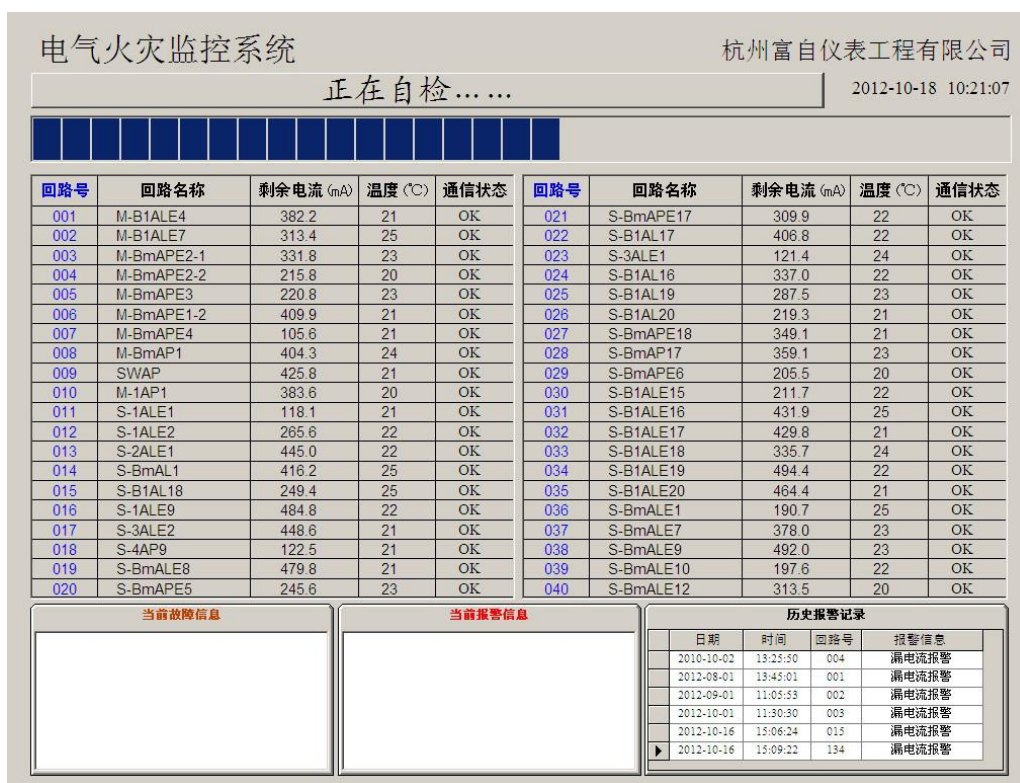 电气火灾监控系统
杭州富自仪表工程有限公司
正在自检……
2012-10-18 10:21:07
回路号 回路名称 剩余电流(mA) 温度(℃) 通信状态 回路号 回路名称 剩余电流(mA) 温度(℃) 通信状态
001 M-B1ALE4 382.2 21 OK 021 S-BmAPE17 309.9 22 OK
002 M-B1ALE7 313.4 25 OK 022 S-B1AL17 406.8 22 OK
003 M-BmAPE2-1 331.8 23 OK 023 S-3ALE1 121.4 24 OK
004 M-BmAPE2-2 215.8 20 OK 024 S-B1AL16 337.0 22 OK
005 M-BmAPE3 220.8 23 OK 025 S-B1AL19 287.5 23 OK
006 M-BmAPE1-2 409.9 21 OK 026 S-B1AL20 219.3 21 OK
007 M-BmAPE4 105.6 21 OK 027 S-BmAPE18 349.1 21 OK
008 M-BmAP1 404.3 24 OK 028 S-BmAP17 359.1 23 OK
009 SWAP 425.8 21 OK 029 S-BmAPE6 205.5 20 OK
010 M-1AP1 383.6 20 OK 030 S-B1ALE15 211.7 22 OK
011 S-1ALE1 118.1 21 OK 031 S-B1ALE16 431.9 25 OK
012 S-1ALE2 265.6 22 OK 032 S-B1ALE17 429.8 21 OK
013 S-2ALE1 445.0 22 OK 033 S-B1ALE18 335.7 24 OK
014 S-BmAL1 416.2 25 OK 034 S-B1ALE19 494.4 22 OK
015 S-B1AL18 249.4 25 OK 035 S-B1ALE20 464.4 21 OK
016 S-1ALE9 484.8 22 OK 036 S-BmALE1 190.7 25 OK
017 S-3ALE2 448.6 21 OK 037 S-BmALE7 378.0 23 OK
018 S-4AP9 122.5 21 OK 038 S-BmALE9 492.0 23 OK
019 S-BmALE8 479.8 21 OK 039 S-BmALE10 197.6 22 OK
020 S-BmAPE5 245.6 23 OK 040 S-BmALE12 313.5 20 OK
当前故障信息 当前报警信息 历史报警记录
日期 时间 回路号 报警信息
2010-10-02 13:25:50 004 漏电流报警
2012-08-01 13:45:01 001 漏电流报警
2012-09-01 11:05:53 002 漏电流报警
2012-10-01 11:30:30 003 漏电流报警
2012-10-16 15:06:24 015 漏电流报警
2012-10-16 15:09:22 134 漏电流报警